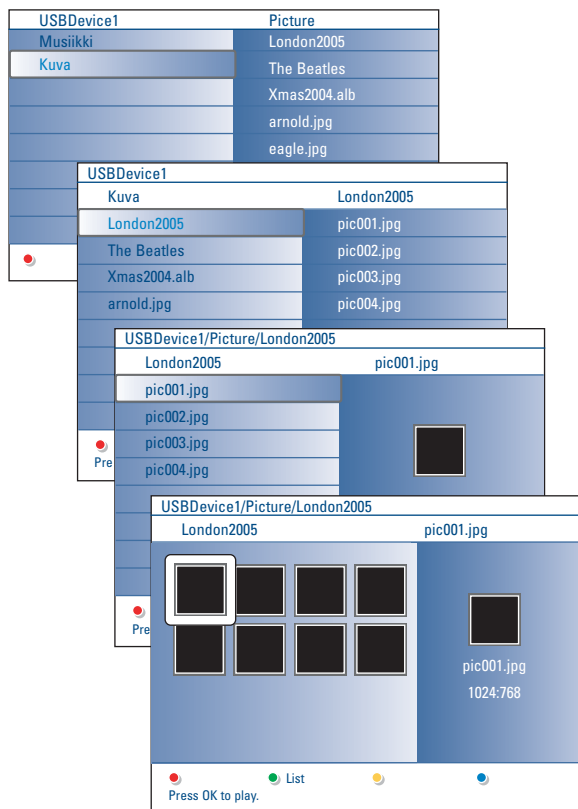 USBDevice1 Picture
Musiikki London2005
Kuva The Beatles
Xmas2004.alb
arnold.jpg
eagle.jpg
USBDevice1
Kuva London2005
London2005 pic001.jpg
The Beatles pic002.jpg
Xmas2004.alb pic003.jpg
arnold.jpg pic004.jpg
Pre
USBDevice1/Picture/London2005
London2005 pic001.jpg
pic001.jpg
pic002.jpg
pic003.jpg
pic004.jpg
Pre
USBDevice1/Picture/London2005
London2005 pic001.jpg
pic001.jpg
1024:768
List
Press OK to play.